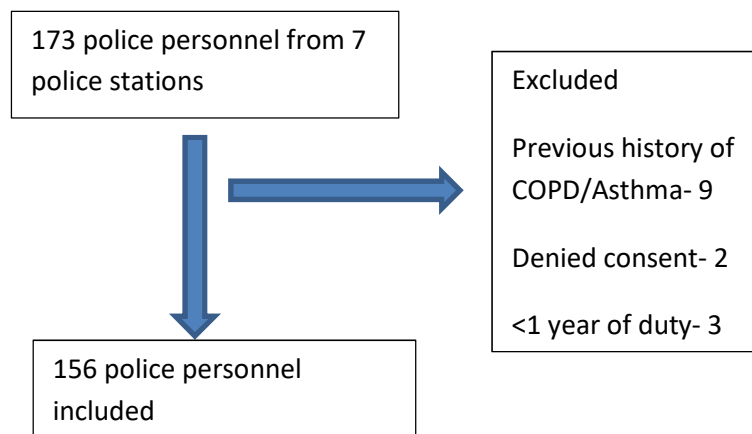 173 police personnel from 7
police stations
Excluded
Previous history of
COPD/Asthma- 9
Denied consent- 2
<1 year of duty- 3
156 police personnel
included